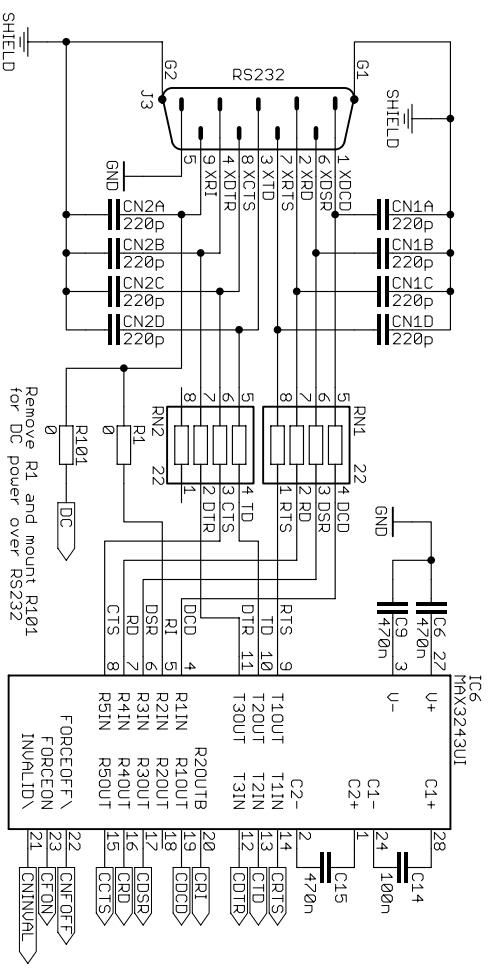 SHIELD
G2
J3
RS232
G1
SHIELD
GND
5
9 XRI
4 XDTR
8 XCTS
3 XTD
7 XRTS
2 XRD
6 XDSR
1 XDCD
CN2A
220p
CN2B
220p
CN2C
220p
CN2D
220p
CN1A
220p
CN1B
220p
CN1C
220p
CN1D
220p
Remove R1 and mount R101
for DC power over RS232
R101
0
DC
R1
0
RN2
22
8
7
6
5
1
2 DTR
3 CTS
4 TD
RN1
22
8
7
6
5
1 RTS
2 RD
3 DSR
4 DCD
GND
C9
470n
C6
470n
CTS
RD
DSR
RI
DCD
DTR
TD
RTS
8
7
6
5
4
11
10
9
3
27
IC6
MAX3243UI
R5IN
R4IN
R3IN
R2IN
R1IN
T3OUT
T2OUT
T1OUT
V-
V+
INVALID\
FORCEON
FORCEOFF\
R5OUT
R4OUT
R3OUT
R2OUT
R1OUT
R2OUTB
T3IN
T2IN
T1IN
C2-
C2+
C1-
C1+
21
23
22
15
16
17
18
19
20
12
13
14
2
1
24
28
CNINVAL
CFON
CNFOFF
CCTS
CRD
CDSR
CDCD
CRI
CDTR
CTD
CRTS
C15
470n
C14
100n